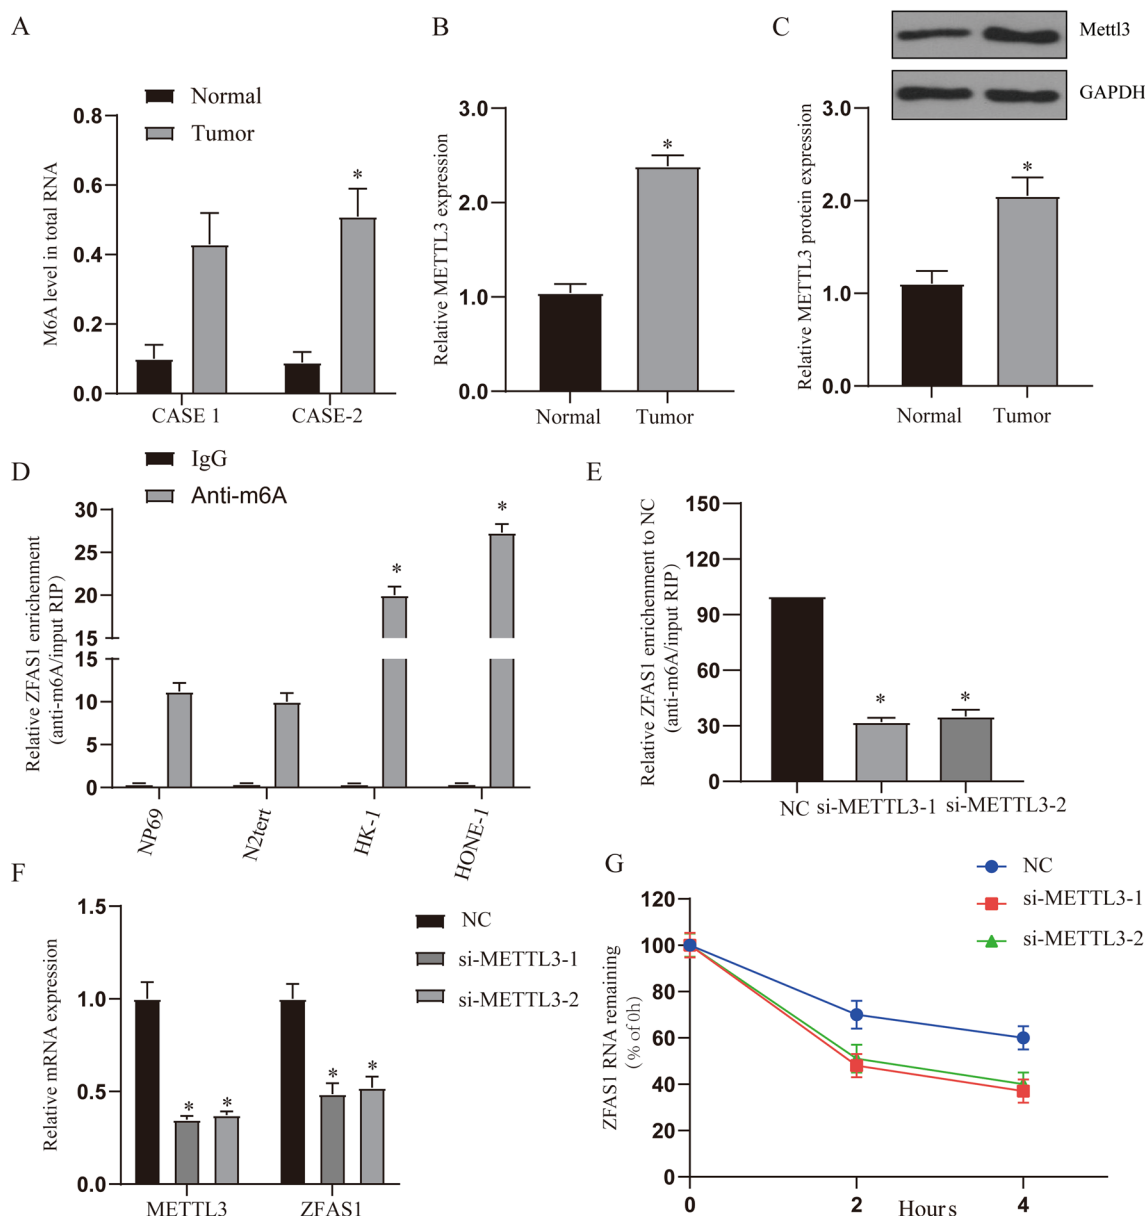 A
Normal
Tumor
M6A level in total RNA
0.8
0.6
0.4
0.2
0.0
CASE 1
CASE-2
*
B
Relative METTL3 expression
3.0
2.0
1.0
0.0
*
Normal
Tumor
C
Mettl3
GAPDH
Relative METTL3 protein expression
3.0
2.0
1.0
0.0
*
Normal
Tumor
D
IgG
Anti-m6A
Relative ZFAS1 enrichenment
(anti-m6A/input RIP)
30
25
20
15
15
10
5
0
*
*
NP69
N2tert
HK-1
HONE-1
E
Relative ZFAS1 enrichenment to NC
(anti-m6A/input RIP)
150
120
90
60
30
0
*
*
NC
si-METTL3-1
si-METTL3-2
F
Relative mRNA expression
1.5
1.0
0.5
0.0
*
*
*
*
METTL3
ZFAS1
NC
si-METTL3-1
si-METTL3-2
G
NC
si-METTL3-1
si-METTL3-2
ZFAS1 RNA remaining
(% of 0h)
120
100
80
60
40
20
0
0
2
4
Hours